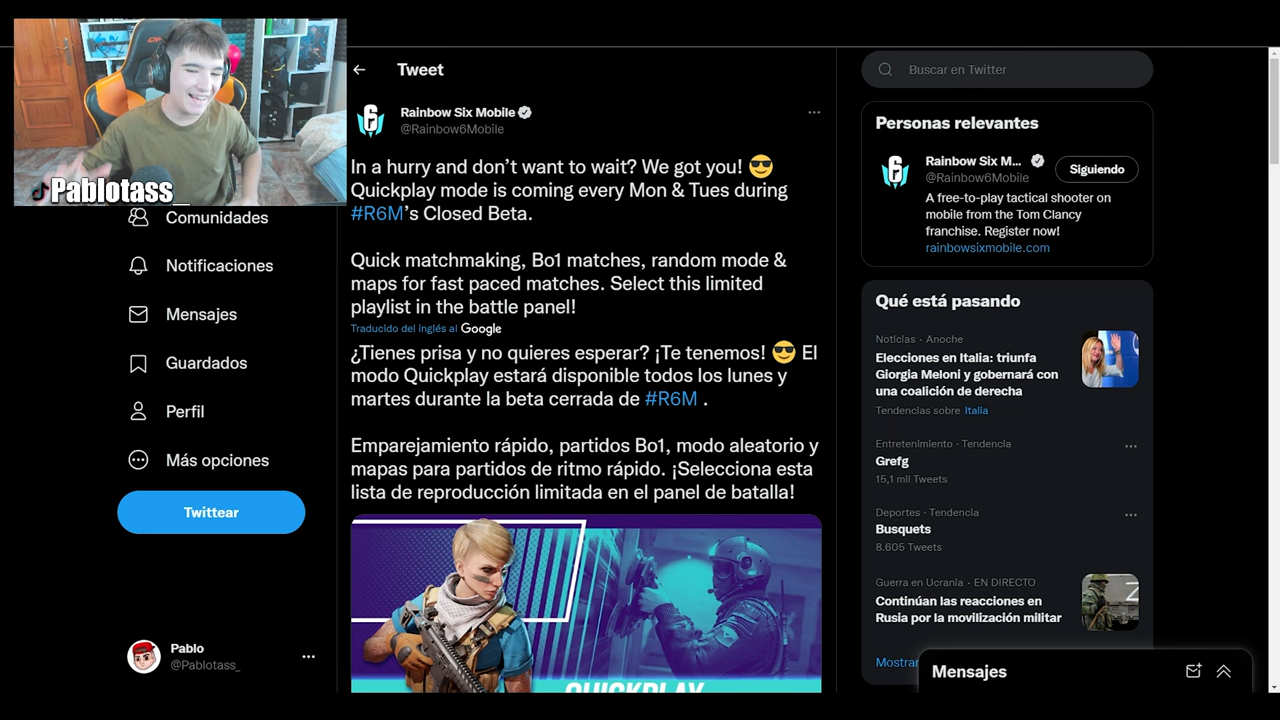 Pablotass_
Comunidades
Notificaciones
Mensajes
Guardados
Perfil
Más opciones
Twittear
Pablo
@Pablotass_
Tweet
Rainbow Six Mobile
@Rainbow6Mobile
In a hurry and don’t want to wait? We got you! 😎
Quickplay mode is coming every Mon & Tues during
#R6M’s Closed Beta.
Quick matchmaking, Bo1 matches, random mode &
maps for fast paced matches. Select this limited
playlist in the battle panel!
Traducido del inglés al Google
¿Tienes prisa y no quieres esperar? ¡Te tenemos! 😎 El
modo Quickplay estará disponible todos los lunes y
martes durante la beta cerrada de #R6M .
Emparejamiento rápido, partidos Bo1, modo aleatorio y
mapas para partidos de ritmo rápido. ¡Selecciona esta
lista de reproducción limitada en el panel de batalla!
QUICKPLAY
Buscar en Twitter
Personas relevantes
Rainbow Six M...
@Rainbow6Mobile
Siguiendo
A free-to-play tactical shooter on
mobile from the Tom Clancy
franchise. Register now!
rainbowsixmobile.com
Qué está pasando
Noticias · Anoche
Elecciones en Italia: triunfa
Giorgia Meloni y gobernará con
una coalición de derecha
Tendencias sobre Italia
Entretenimiento · Tendencia
Grefg
15,1 mil Tweets
Deportes · Tendencia
Busquets
8.605 Tweets
Guerra en Ucrania · EN DIRECTO
Continúan las reacciones en
Rusia por la movilización militar
Mostrar
Mensajes